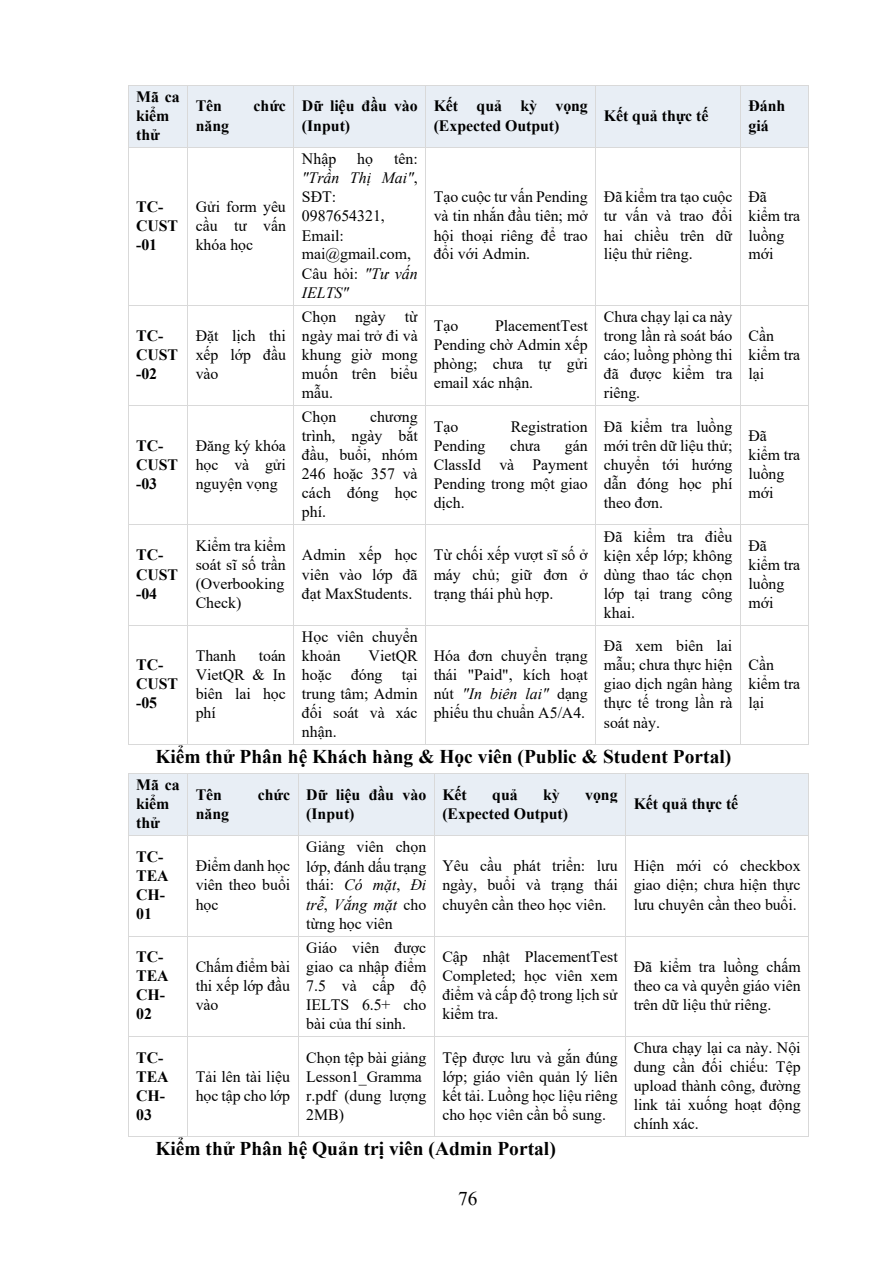 Mã ca kiểm thử | Tên chức năng | Dữ liệu đầu vào (Input) | Kết quả kỳ vọng (Expected Output) | Kết quả thực tế | Đánh giá
TC-CUST-01 | Gửi form yêu cầu tư vấn khóa học | Nhập họ tên: "Trần Thị Mai", SĐT: 0987654321, Email: mai@gmail.com, Câu hỏi: "Tư vấn IELTS" | Tạo cuộc tư vấn Pending và tin nhắn đầu tiên; mở hội thoại riêng để trao đổi với Admin. | Đã kiểm tra tạo cuộc tư vấn và trao đổi hai chiều trên dữ liệu thử riêng. | Đã kiểm tra luồng mới
TC-CUST-02 | Đặt lịch thi xếp lớp đầu vào | Chọn ngày từ ngày mai trở đi và khung giờ mong muốn trên biểu mẫu. | Tạo PlacementTest Pending chờ Admin xếp phòng; chưa tự gửi email xác nhận. | Chưa chạy lại ca này trong lần rà soát báo cáo; luồng phòng thi đã được kiểm tra riêng. | Cần kiểm tra lại
TC-CUST-03 | Đăng ký khóa học và gửi nguyện vọng | Chọn chương trình, ngày bắt đầu, buổi, nhóm 246 hoặc 357 và cách đóng học phí. | Tạo Registration Pending chưa gán ClassId và Payment Pending trong một giao dịch. | Đã kiểm tra luồng mới trên dữ liệu thử; chuyển tới hướng dẫn đóng học phí theo đơn. | Đã kiểm tra luồng mới
TC-CUST-04 | Kiểm tra kiểm soát sĩ số trần (Overbooking Check) | Admin xếp học viên vào lớp đã đạt MaxStudents. | Từ chối xếp vượt sĩ số ở máy chủ; giữ đơn ở trạng thái phù hợp. | Đã kiểm tra điều kiện xếp lớp; không dùng thao tác chọn lớp tại trang công khai. | Đã kiểm tra luồng mới
TC-CUST-05 | Thanh toán VietQR & In biên lai học phí | Học viên chuyển khoản VietQR hoặc đóng tại trung tâm; Admin đối soát và xác nhận. | Hóa đơn chuyển trạng thái "Paid", kích hoạt nút "In biên lai" dạng phiếu thu chuẩn A5/A4. | Đã xem biên lai mẫu; chưa thực hiện giao dịch ngân hàng thực tế trong lần rà soát này. | Cần kiểm tra lại
Kiểm thử Phân hệ Khách hàng & Học viên (Public & Student Portal)
Mã ca kiểm thử | Tên chức năng | Dữ liệu đầu vào (Input) | Kết quả kỳ vọng (Expected Output) | Kết quả thực tế
TC-TEACH-01 | Điểm danh học viên theo buổi học | Giảng viên chọn lớp, đánh dấu trạng thái: Có mặt, Đi trễ, Vắng mặt cho từng học viên | Yêu cầu phát triển: lưu ngày, buổi và trạng thái chuyên cần theo học viên. | Hiện mới có checkbox giao diện; chưa hiện thực lưu chuyên cần theo buổi.
TC-TEACH-02 | Chấm điểm bài thi xếp lớp đầu vào | Giáo viên được giao ca nhập điểm 7.5 và cấp độ IELTS 6.5+ cho bài của thí sinh. | Cập nhật PlacementTest Completed; học viên xem điểm và cấp độ trong lịch sử kiểm tra. | Đã kiểm tra luồng chấm theo ca và quyền giáo viên trên dữ liệu thử riêng.
TC-TEACH-03 | Tải lên tài liệu học tập cho lớp | Chọn tệp bài giảng Lesson1_Grammar.pdf (dung lượng 2MB) | Tệp được lưu và gắn đúng lớp; giáo viên quản lý liên kết tải. Luồng học liệu riêng cho học viên cần bổ sung. | Chưa chạy lại ca này. Nội dung cần đối chiếu: Tệp upload thành công, đường link tải xuống hoạt động chính xác.
Kiểm thử Phân hệ Quản trị viên (Admin Portal)
76